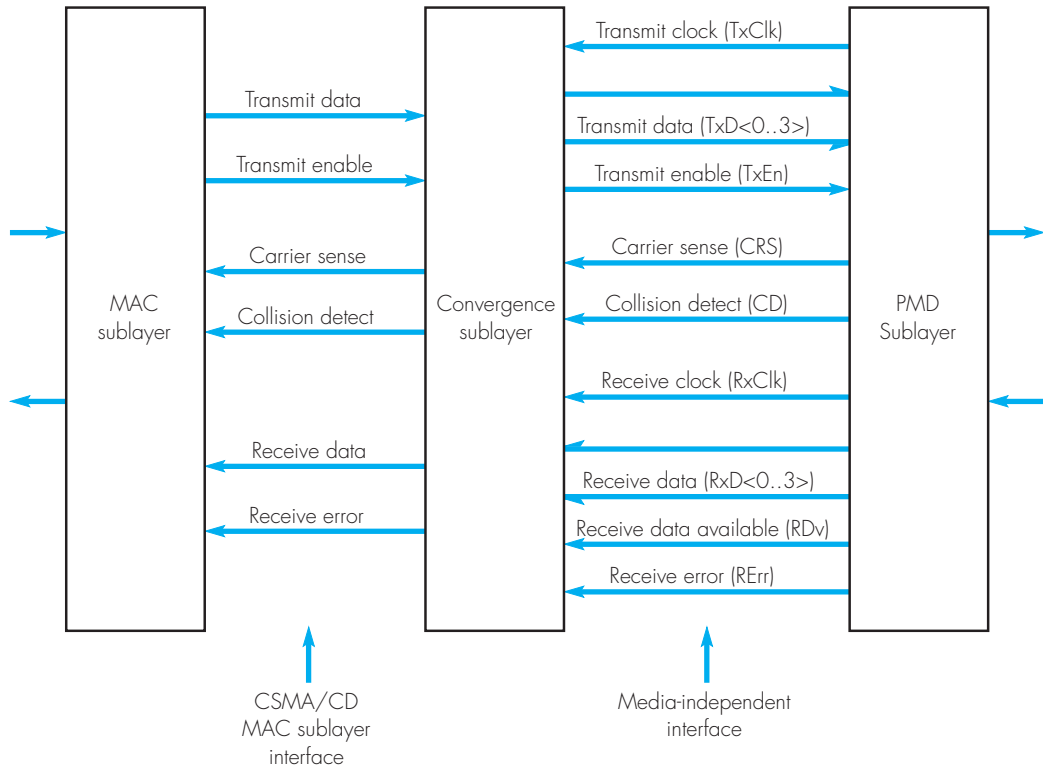 Transmit clock (TxClk)
Transmit data
Transmit data (TxD<0..3>)
Transmit enable
Transmit enable (TxEn)
Carrier sense
Carrier sense (CRS)
MAC
sublayer
Collision detect
Convergence
sublayer
Collision detect (CD)
PMD
Sublayer
Receive clock (RxClk)
Receive data
Receive data (RxD<0..3>)
Receive error
Receive data available (RDv)
Receive error (RErr)
CSMA/CD
MAC sublayer
interface
Media-independent
interface